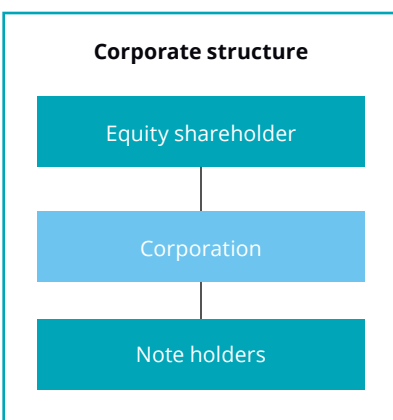 Corporate structure
Equity shareholder
Corporation
Note holders